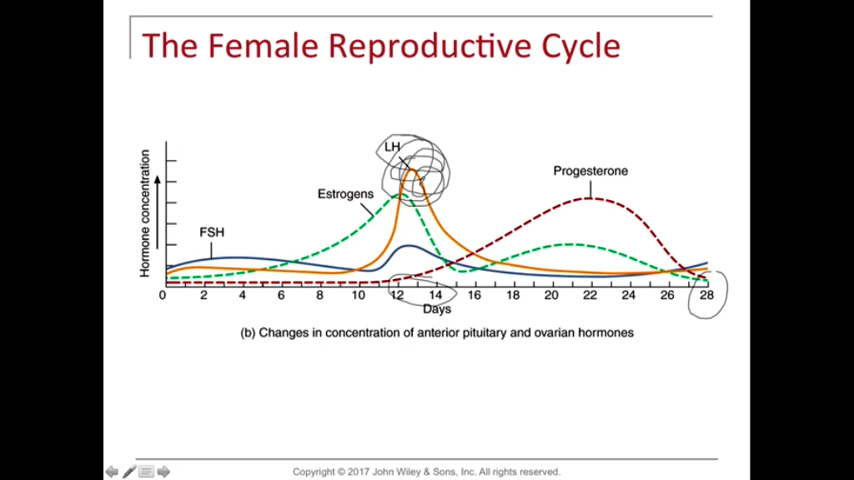 The Female Reproductive Cycle
LH
Progesterone
Estrogens
FSH
Hormone concentration
0 2 4 6 8 10 12 14 16 18 20 22 24 26 28
Days
(b) Changes in concentration of anterior pituitary and ovarian hormones
Copyright © 2017 John Wiley & Sons, Inc. All rights reserved.